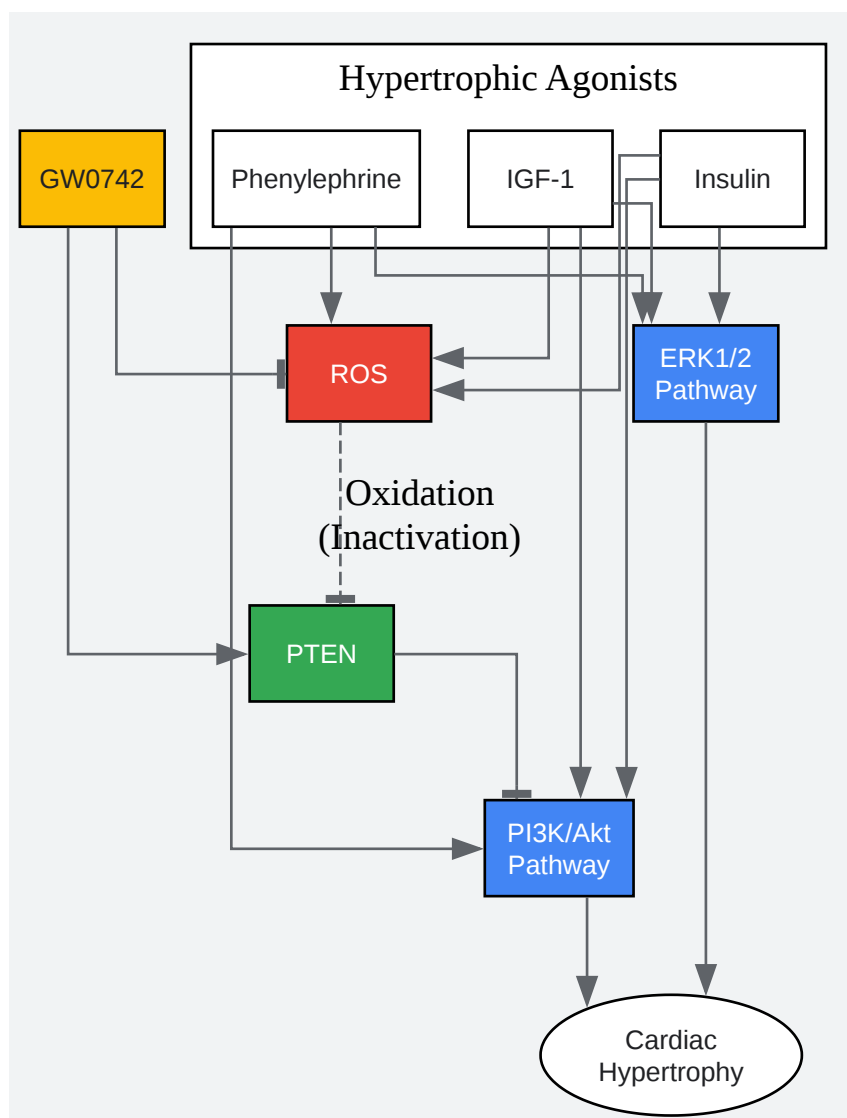 Hypertrophic Agonists
GW0742
Phenylephrine
IGF-1
Insulin
ROS
ERK1/2
Pathway
Oxidation
(Inactivation)
PTEN
PI3K/Akt
Pathway
Cardiac
Hypertrophy